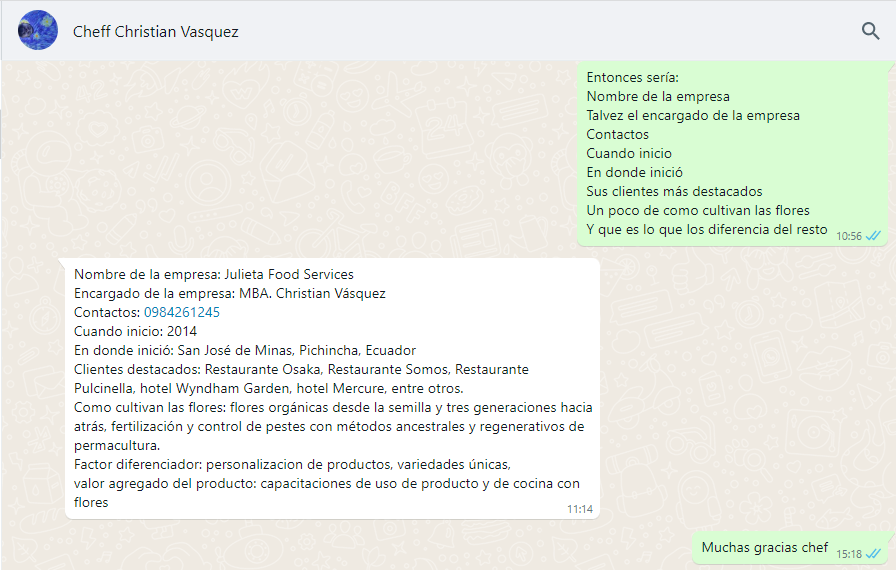 Cheff Christian Vasquez
Entonces sería:
Nombre de la empresa
Talvez el encargado de la empresa
Contactos
Cuando inicio
En donde inició
Sus clientes más destacados
Un poco de como cultivan las flores
Y que es lo que los diferencia del resto
10:56
Nombre de la empresa: Julieta Food Services
Encargado de la empresa: MBA. Christian Vásquez
Contactos: 0984261245
Cuando inicio: 2014
En donde inició: San José de Minas, Pichincha, Ecuador
Clientes destacados: Restaurante Osaka, Restaurante Somos, Restaurante
Pulcinella, hotel Wyndham Garden, hotel Mercure, entre otros.
Como cultivan las flores: flores orgánicas desde la semilla y tres generaciones hacia
atrás, fertilización y control de pestes con métodos ancestrales y regenerativos de
permacultura.
Factor diferenciador: personalizacion de productos, variedades únicas,
valor agregado del producto: capacitaciones de uso de producto y de cocina con
flores
11:14
Muchas gracias chef
15:18